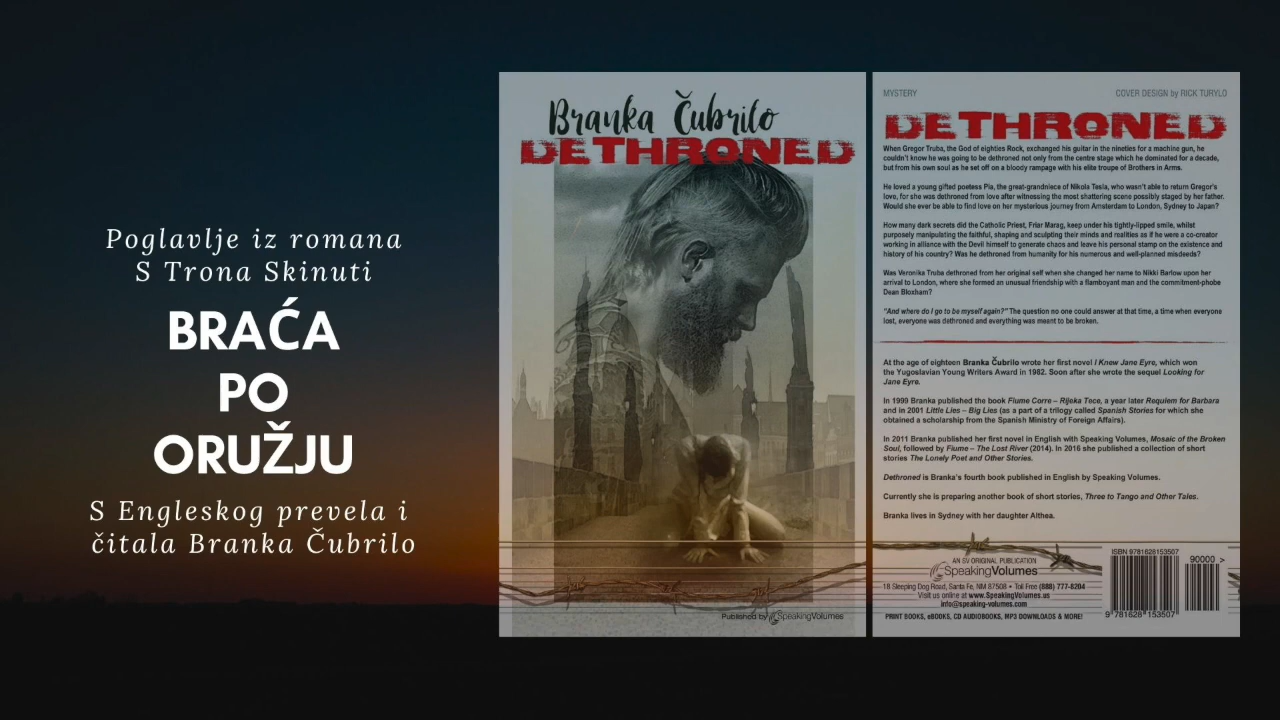 Poglavlje iz romana
S Trona Skinuti
BRAĆA
PO
ORUŽJU
S Engleskog prevela i
čitala Branka Čubrilo
Branka Čubrilo
DETHRONED
Published by SpeakingVolumes
MYSTERY
COVER DESIGN by RICK TURYLO
DETHRONED
When Gregor Truba, the God of eighties Rock, exchanged his guitar in the nineties for a machine gun, he
couldn't know he was going to be dethroned not only from the centre stage which he dominated for a decade,
but from his own soul as he set off on a bloody rampage with his elite troupe of Brothers in Arms.
He loved a young gifted poetess Pia, the great-grandniece of Nikola Tesla, who wasn't able to return Gregor's
love, for she was dethroned from love after witnessing the most shattering scene possibly staged by her father.
Would she ever be able to find love on her mysterious journey from Amsterdam to London, Sydney to Japan?
How many dark secrets did the Catholic Priest, Friar Marag, keep under his tightly-lipped smile, whilst
purposely manipulating the faithful, shaping and sculpting their minds and realities as if he were a co-creator
working in alliance with the Devil himself to generate chaos and leave his personal stamp on the existence and
history of his country? Was he dethroned from humanity for his numerous and well-planned misdeeds?
Was Veronika Truba dethroned from her original self when she changed her name to Nikki Barlow upon her
arrival to London, where she formed an unusual friendship with a flamboyant man and the commitment-phobe
Dean Bloxham?
"And where do I go to be myself again?" The question no one could answer at that time, a time when everyone
lost, everyone was dethroned and everything was meant to be broken.
At the age of eighteen Branka Čubrilo wrote her first novel I Knew Jane Eyre, which won
the Yugoslavian Young Writers Award in 1982. Soon after she wrote the sequel Looking for
Jane Eyre.
In 1999 Branka published the book Fiume Corre – Rijeka Tece, a year later Requiem for Barbara
and in 2001 Little Lies – Big Lies (as a part of a trilogy called Spanish Stories for which she
obtained a scholarship from the Spanish Ministry of Foreign Affairs).
In 2011 Branka published her first novel in English with Speaking Volumes, Mosaic of the Broken
Soul, followed by Fiume – The Lost River (2014). In 2016 she published a collection of short
stories The Lonely Poet and Other Stories.
Dethroned is Branka's fourth book published in English by Speaking Volumes.
Currently she is preparing another book of short stories, Three to Tango and Other Tales.
Branka lives in Sydney with her daughter Althea.
AN SV ORIGINAL PUBLICATION
SpeakingVolumes
18 Sleeping Dog Road, Santa Fe, NM 87508 • Toll Free (888) 777-8204
Visit us online at www.SpeakingVolumes.us
info@speaking-volumes.com
PRINT BOOKS, eBOOKS, CD AUDIOBOOKS, MP3 DOWNLOADS & MORE!
ISBN 9781628153507
90000 >
9 781628 153507